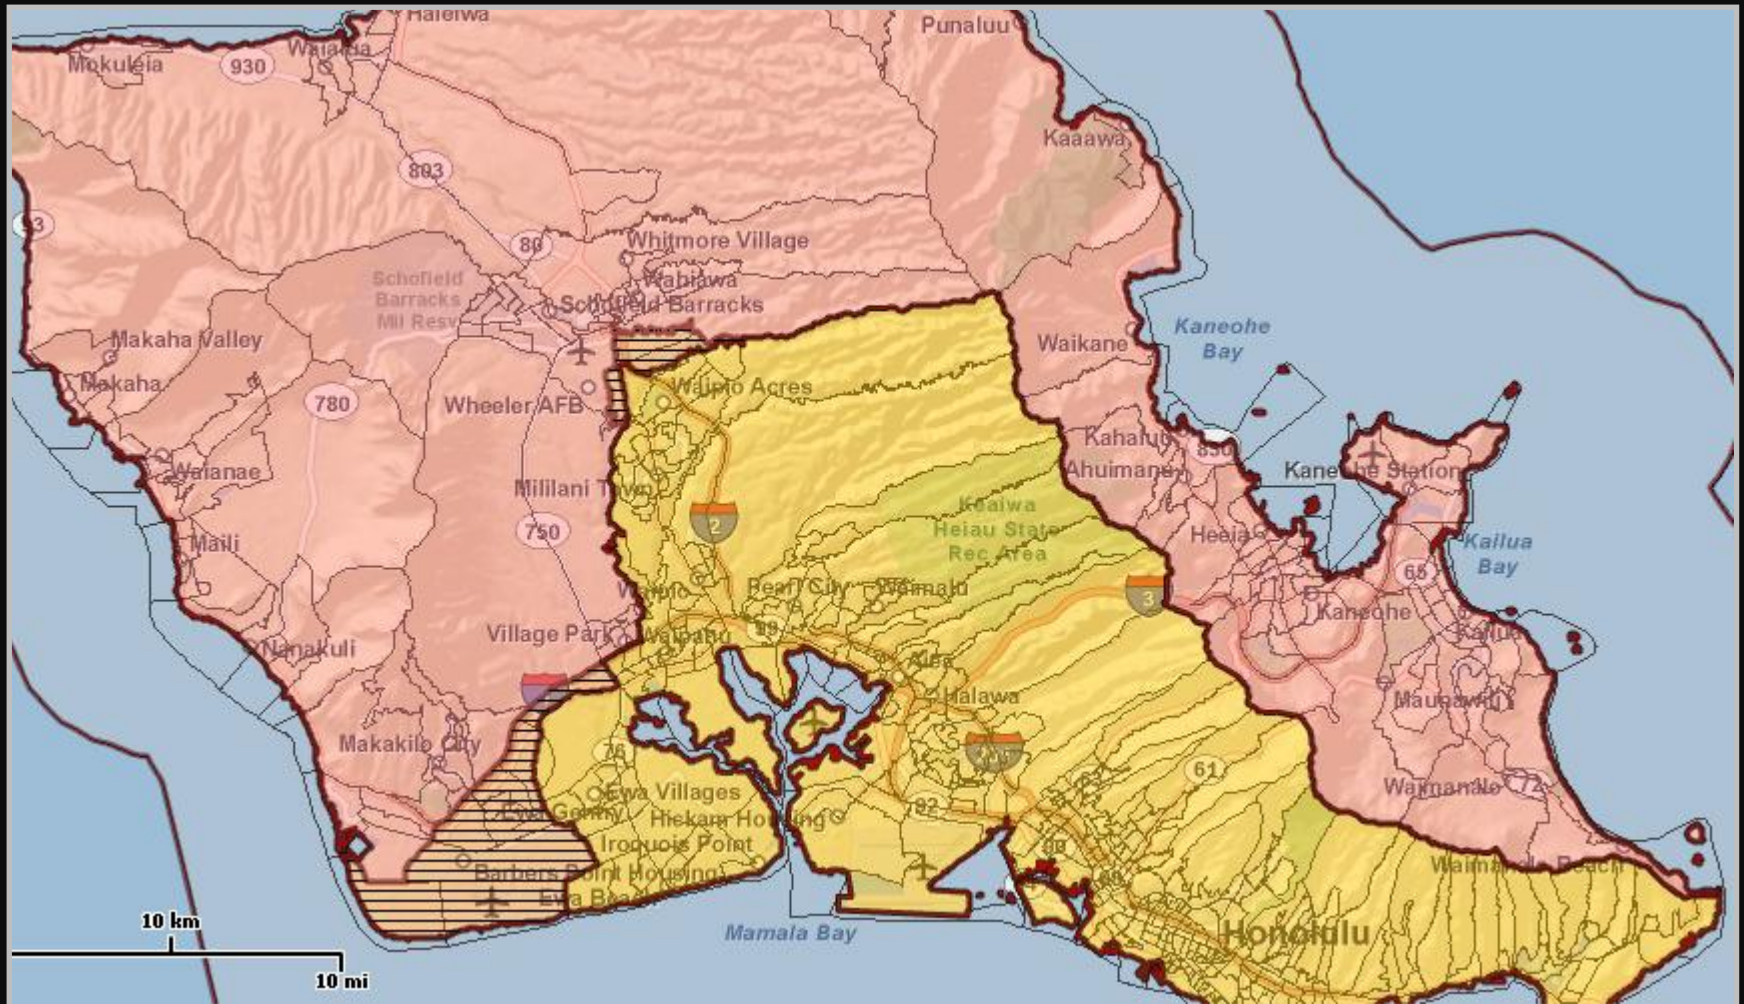 Haleiwa
Punaluu
Mokuleia
930
Waialua
Kaaawa
803
93
80
Whitmore Village
Schofield
Barracks
Mil Resv
Wahiawa
Schofield Barracks
Kaneohe
Bay
Makaha Valley
Waikane
Makaha
Waipio Acres
780
Wheeler AFB
Kahaluu
830
Waianae
Ahuimanu
Kaneohe Station
Mililani Town
Keaiwa
Heiau State
Rec Area
2
750
Heeia
Kailua
Bay
Maili
65
Waipio
Pearl City
Waimalu
3
Kaneohe
Village Park
Waipahu
99
Kailua
Nanakuli
Aiea
Halawa
Maunawili
Makakilo City
76
61
63
Waimanalo
72
Ewa Villages
Ewa Gentry
Hickam Housing
92
Iroquois Point
Waimanalo Beach
Barbers Point Housing
Ewa Beach
10 km
Mamala Bay
Honolulu
10 mi